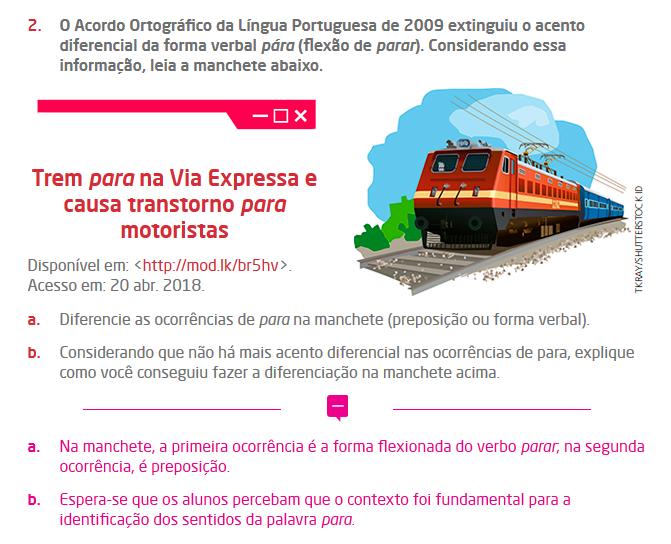 2. O Acordo Ortográfico da Língua Portuguesa de 2009 extinguiu o acento
diferencial da forma verbal pára (flexão de parar). Considerando essa
informação, leia a manchete abaixo.
Trem para na Via Expressa e
causa transtorno para
motoristas
Disponível em: <http://mod.lk/br5hv>.
Acesso em: 20 abr. 2018.
TKRAY/SHUTTERSTOCK ID
a. Diferencie as ocorrências de para na manchete (preposição ou forma verbal).
b. Considerando que não há mais acento diferencial nas ocorrências de para, explique
como você conseguiu fazer a diferenciação na manchete acima.
a. Na manchete, a primeira ocorrência é a forma flexionada do verbo parar; na segunda
ocorrência, é preposição.
b. Espera-se que os alunos percebam que o contexto foi fundamental para a
identificação dos sentidos da palavra para.